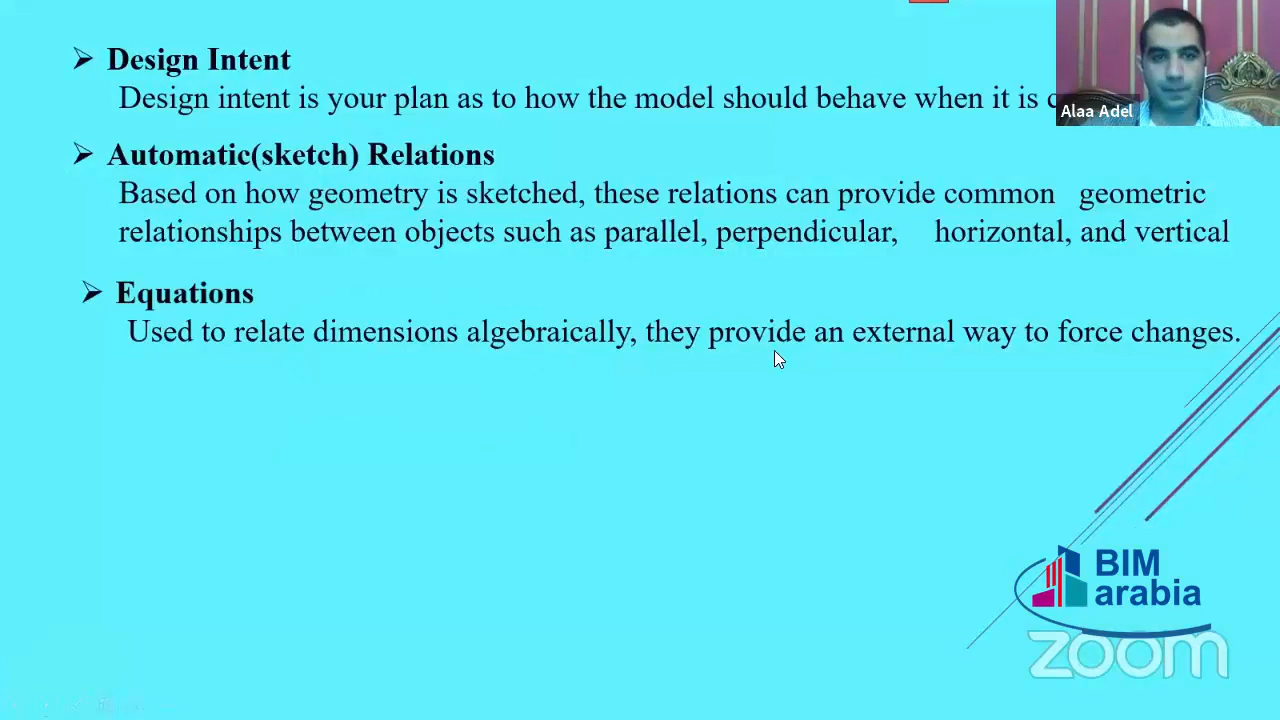 Design Intent
Design intent is your plan as to how the model should behave when it is
Alaa Adel
Automatic(sketch) Relations
Based on how geometry is sketched, these relations can provide common geometric
relationships between objects such as parallel, perpendicular, horizontal, and vertical
Equations
Used to relate dimensions algebraically, they provide an external way to force changes.
BIM
arabia
zoom